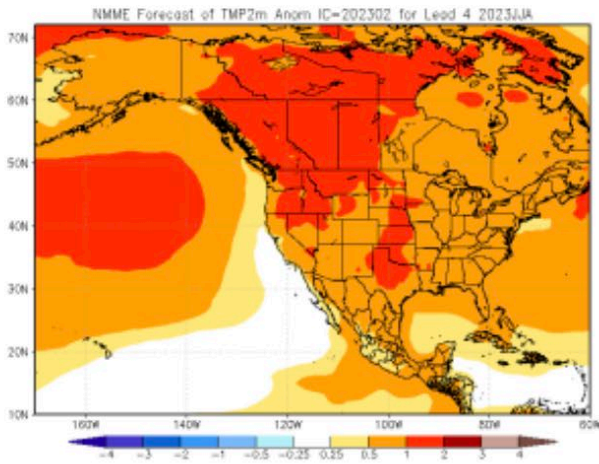 NMME Forecast of TMP2m Anom IC=202302 for Lead 4 2023JJA
70N
60N
50N
40N
30N
20N
10N
160W 140W 120W 100W 80W 60W
-4 -3 -2 -1 -0.5 -0.25 0.25 0.5 1 2 3 4